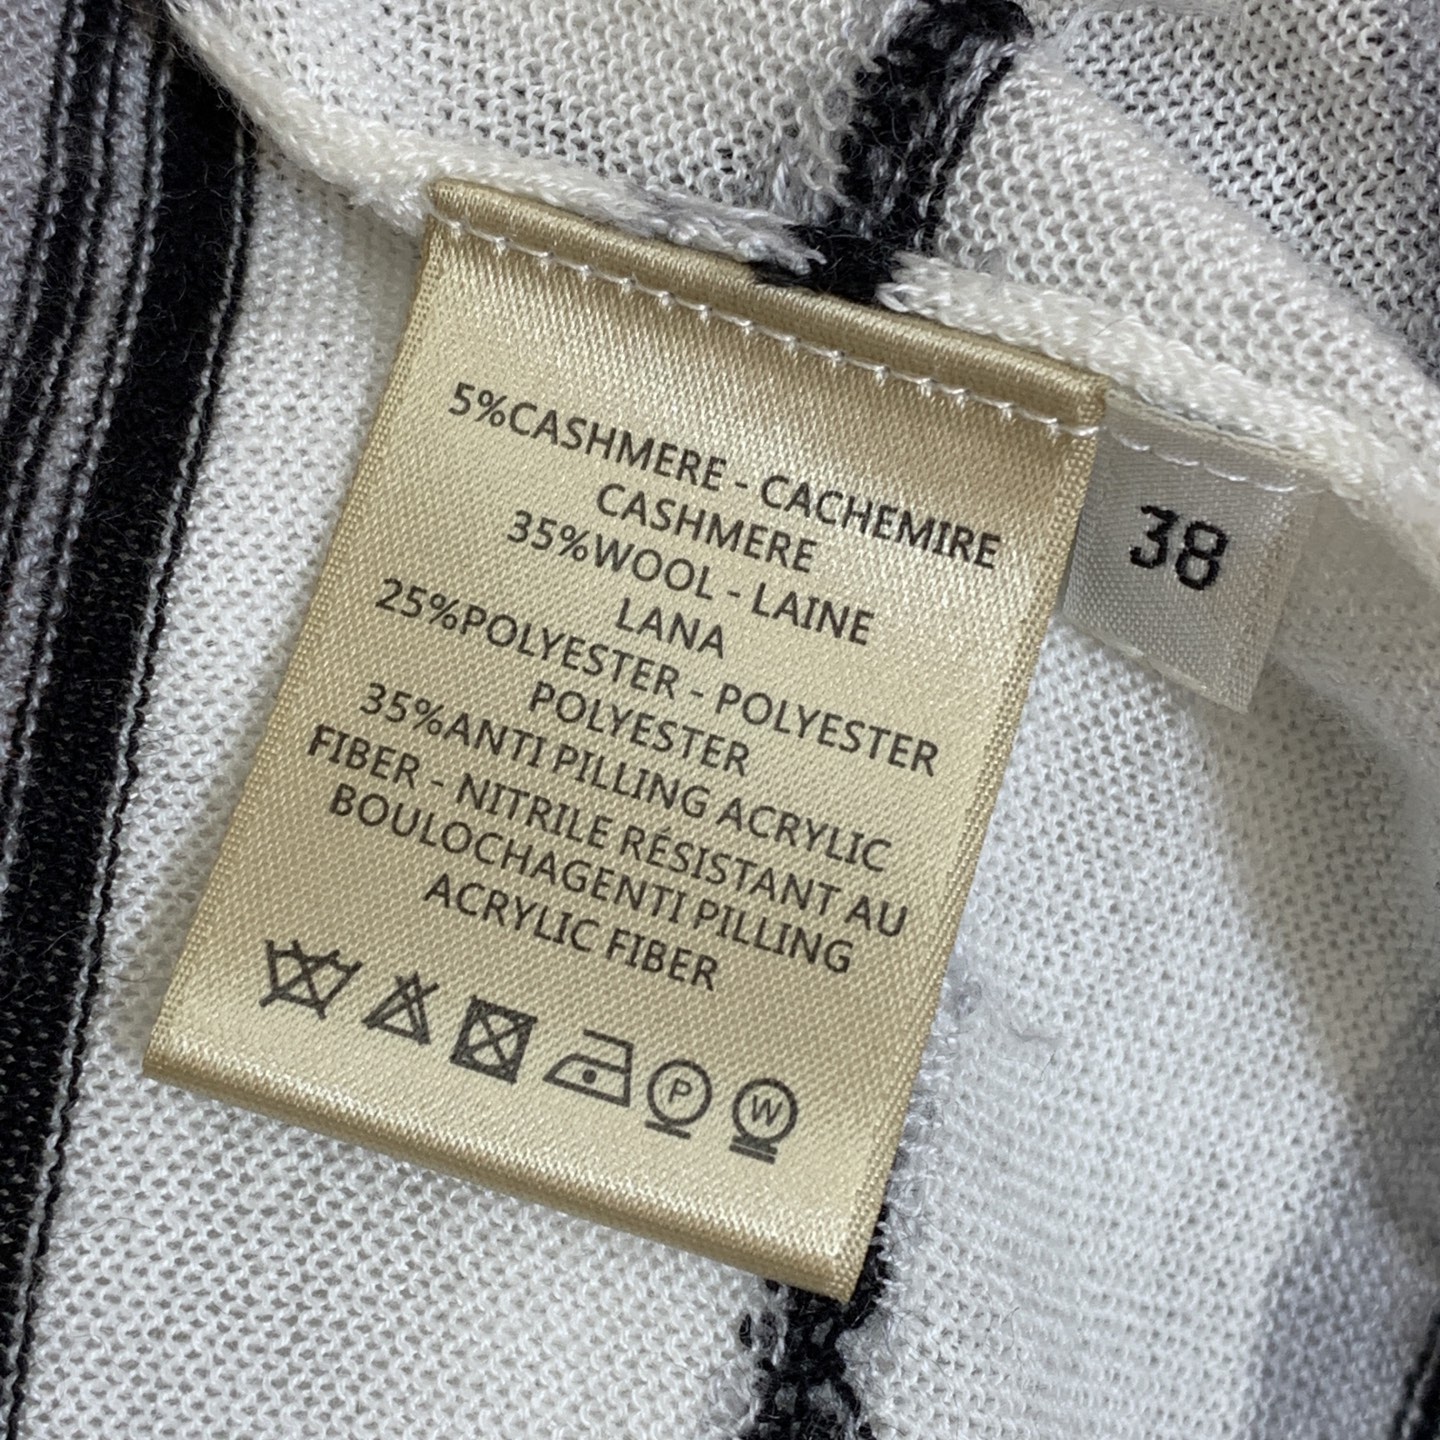 5%CASHMERE - CACHEMIRE
CASHMERE
35%WOOL - LAINE
LANA
25%POLYESTER - POLYESTER
POLYESTER
35%ANTI PILLING ACRYLIC
FIBER - NITRILE RÉSISTANT AU
BOULOCHAGENTI PILLING
ACRYLIC FIBER
P
W
38